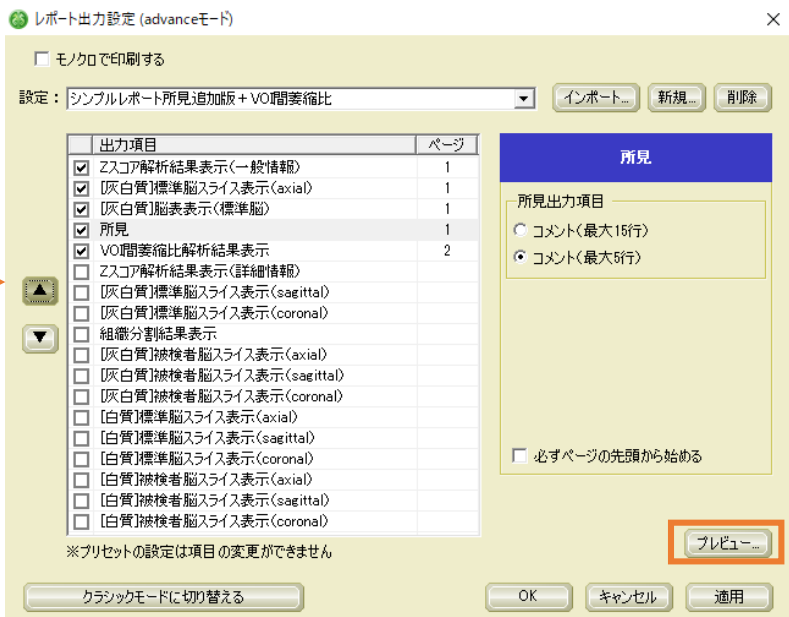 レポート出力設定 (advanceモード)
モノクロで印刷する
設定： シンプルレポート所見追加版＋VOI間萎縮比 インポート... 新規... 削除
出力項目 ページ
Zスコア解析結果表示(一般情報) 1
[灰白質]標準脳スライス表示(axial) 1
[灰白質]脳表表示(標準脳) 1
所見 1
VOI間萎縮比解析結果表示 2
Zスコア解析結果表示(詳細情報)
[灰白質]標準脳スライス表示(sagittal)
[灰白質]標準脳スライス表示(coronal)
組織分割結果表示
[灰白質]被検者脳スライス表示(axial)
[灰白質]被検者脳スライス表示(sagittal)
[灰白質]被検者脳スライス表示(coronal)
[白質]標準脳スライス表示(axial)
[白質]標準脳スライス表示(sagittal)
[白質]標準脳スライス表示(coronal)
[白質]被検者脳スライス表示(axial)
[白質]被検者脳スライス表示(sagittal)
[白質]被検者脳スライス表示(coronal)
※プリセットの設定は項目の変更ができません
所見
所見出力項目
コメント(最大15行)
コメント(最大5行)
必ずページの先頭から始める
プレビュー...
クラシックモードに切り替える
OK キャンセル 適用